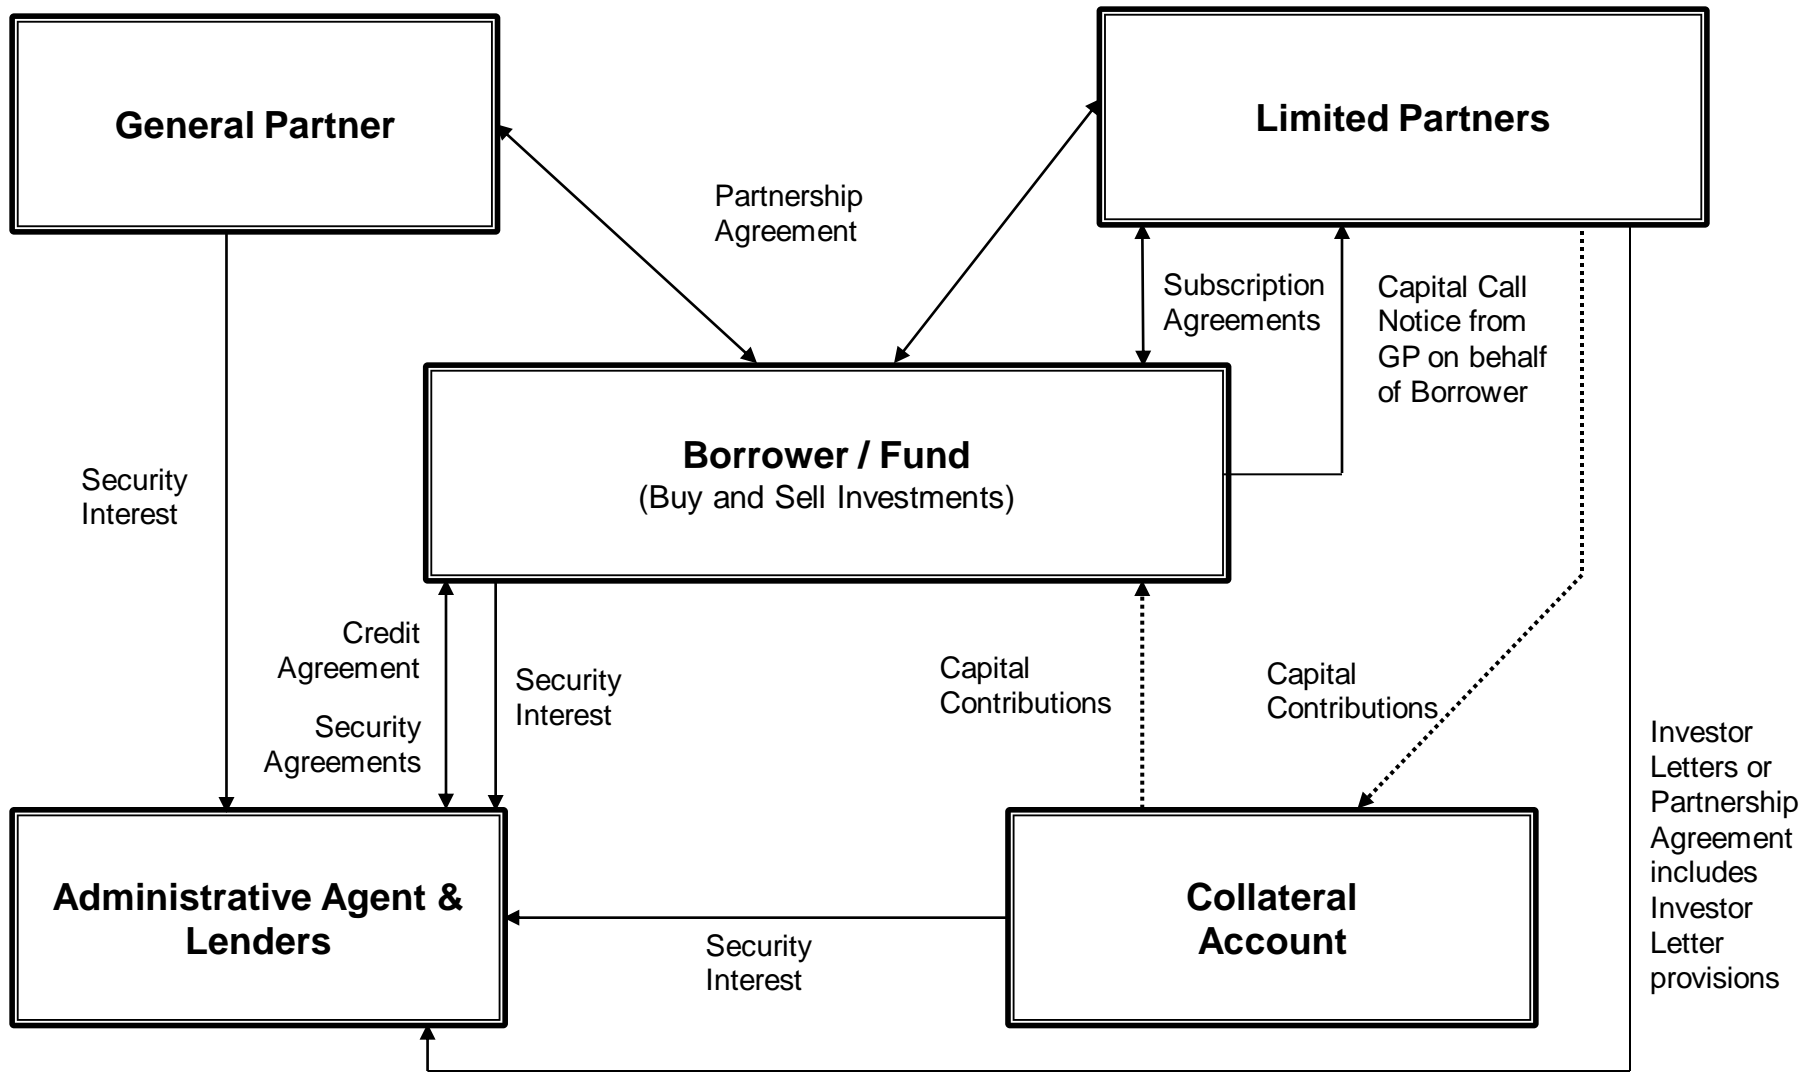 General Partner
Limited Partners
Partnership
Agreement
Subscription
Agreements
Capital Call
Notice from
GP on behalf
of Borrower
Borrower / Fund
(Buy and Sell Investments)
Security
Interest
Credit
Agreement
Security
Agreements
Security
Interest
Capital
Contributions
Capital
Contributions
Investor
Letters or
Partnership
Agreement
includes
Investor
Letter
provisions
Administrative Agent &
Lenders
Security
Interest
Collateral
Account